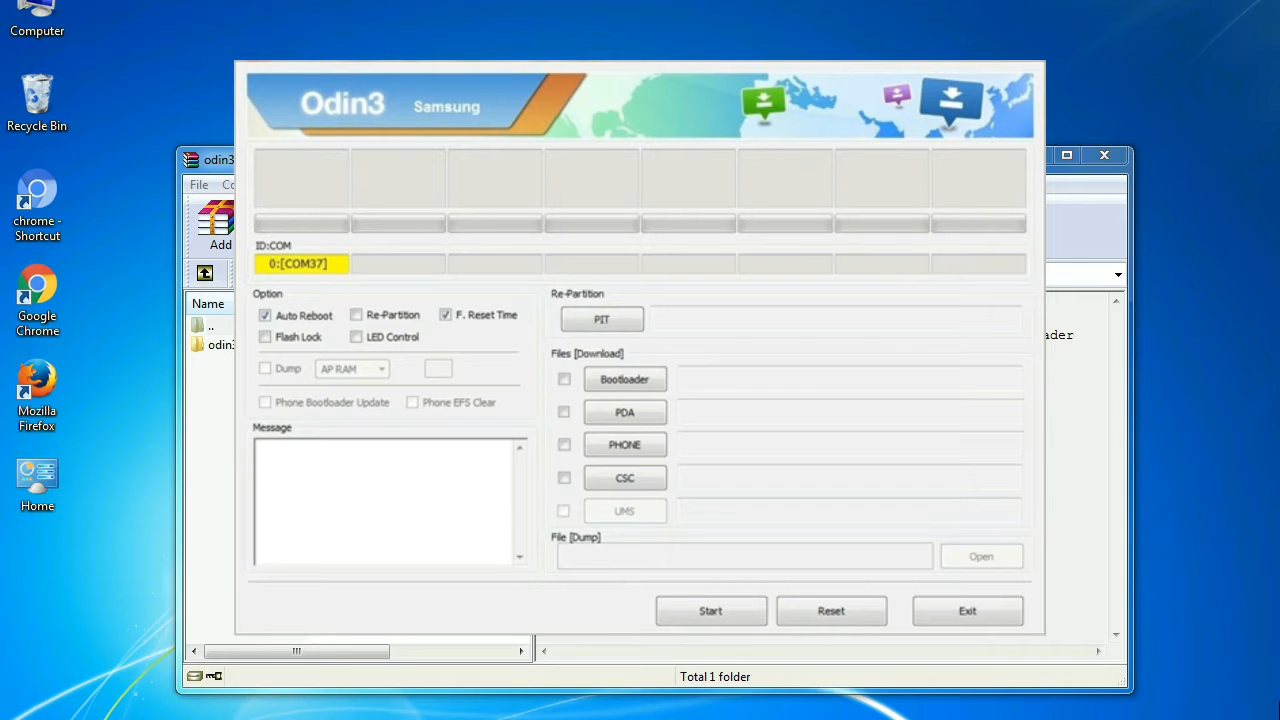 Computer
Recycle Bin
chrome -
Shortcut
Google
Chrome
Mozilla
Firefox
Home
odin3
File
Add
Name
..
odin3
Total 1 folder
Odin3 Samsung
ID:COM
0:[COM37]
Option
Auto Reboot Re-Partition F. Reset Time
Flash Lock LED Control
Dump AP RAM
Phone Bootloader Update Phone EFS Clear
Message
Re-Partition
PIT
Files [Download]
Bootloader
PDA
PHONE
CSC
UMS
File [Dump]
Open
Start Reset Exit